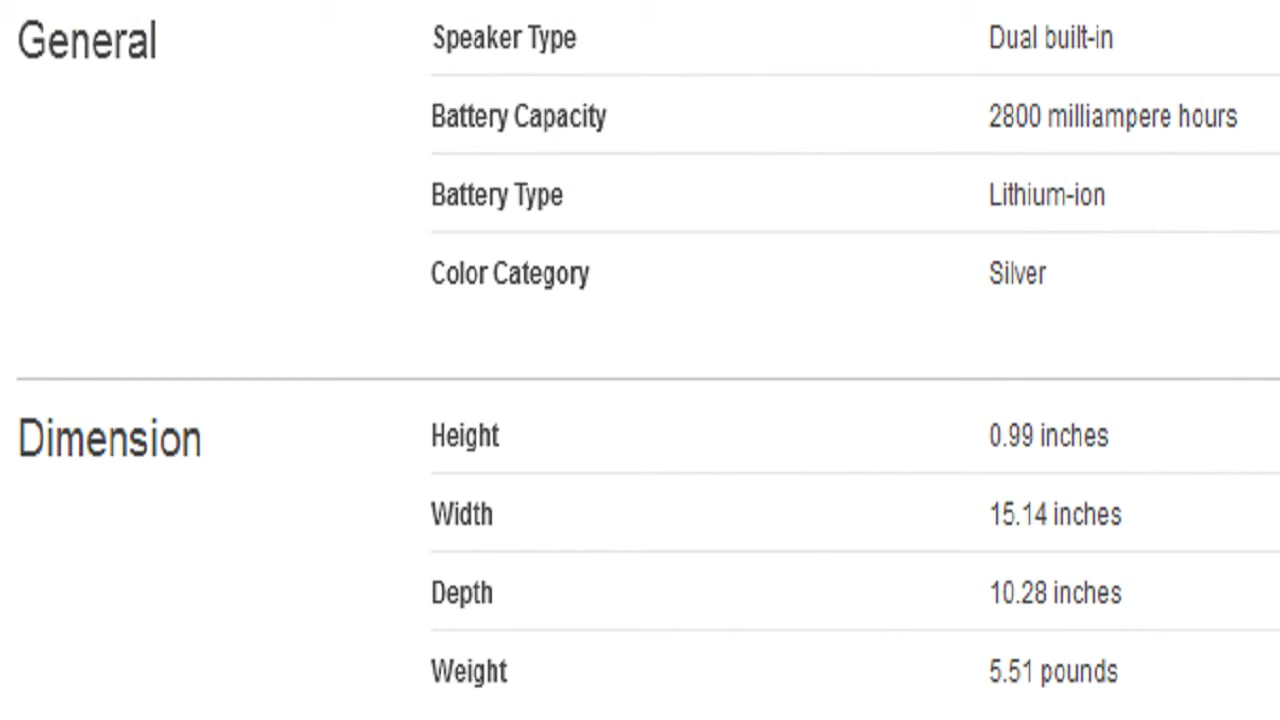 General
Speaker Type Dual built-in
Battery Capacity 2800 milliampere hours
Battery Type Lithium-ion
Color Category Silver
Dimension
Height 0.99 inches
Width 15.14 inches
Depth 10.28 inches
Weight 5.51 pounds